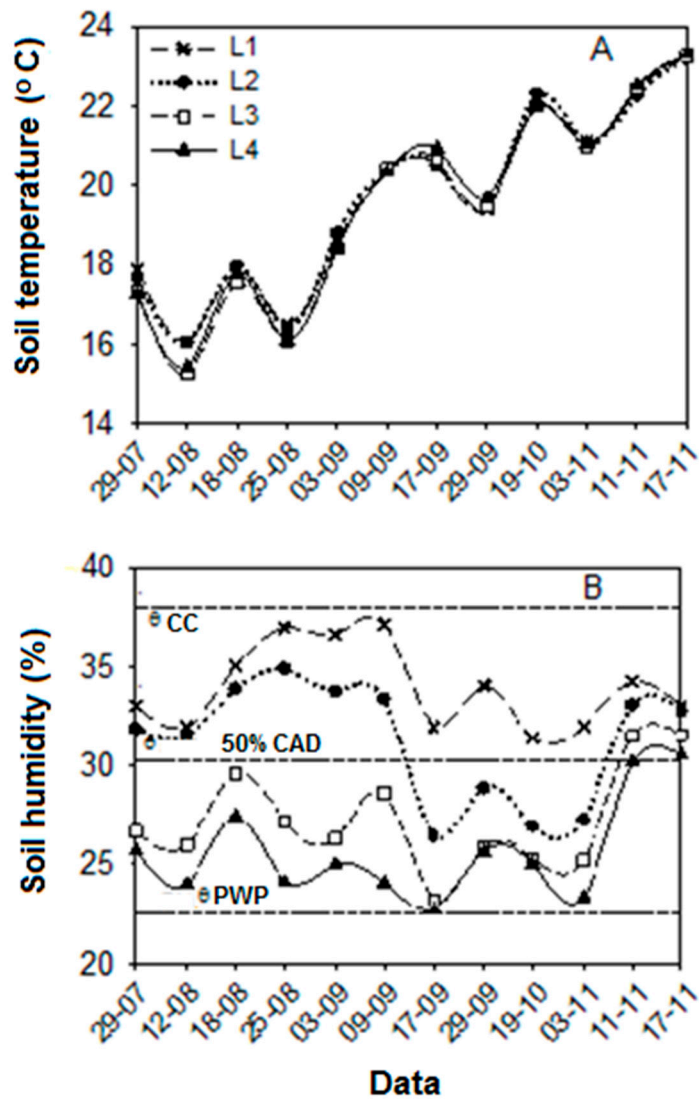 24
22
20
18
16
14
Soil temperature (ºC)
A
L1
L2
L3
L4
29-07
12-08
18-08
25-08
03-09
09-09
17-09
29-09
19-10
03-11
11-11
17-11
40
35
30
25
20
Soil humidity (%)
B
θ CC
θ
50% CAD
θ PWP
29-07
12-08
18-08
25-08
03-09
09-09
17-09
29-09
19-10
03-11
11-11
17-11
Data